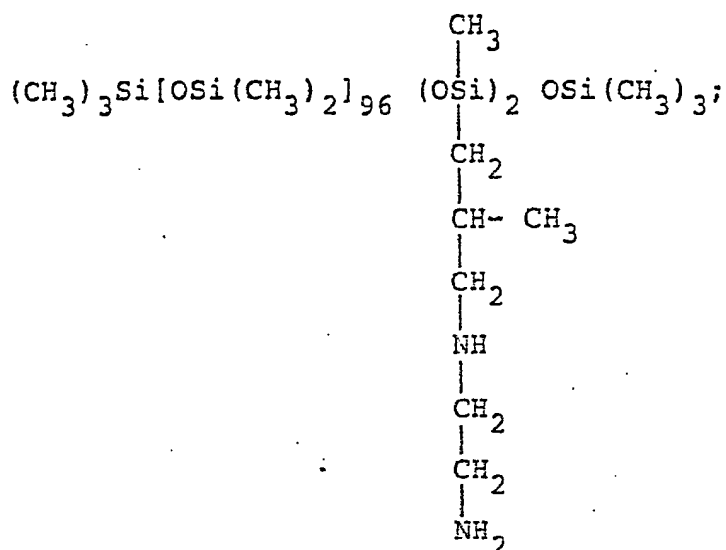 CH3
(CH3)3Si[OSi(CH3)2]96 (OSi)2 OSi(CH3)3;
CH2
CH- CH3
CH2
NH
CH2
CH2
NH2